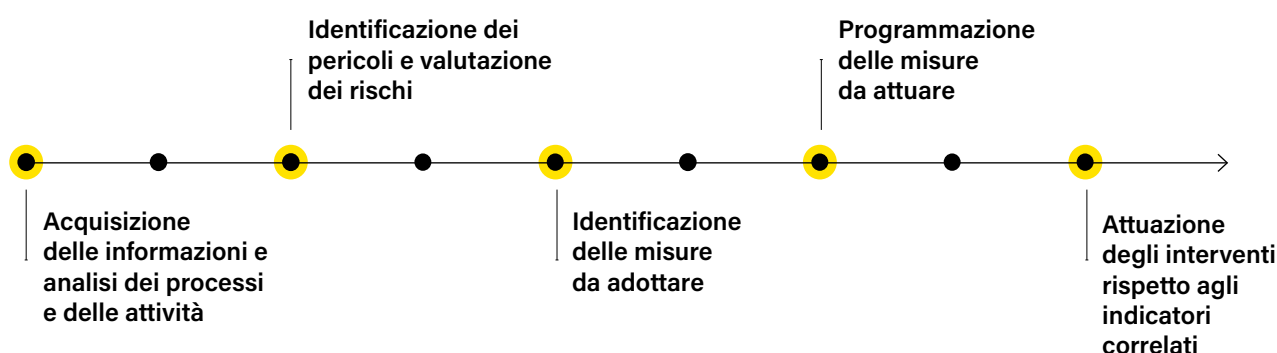 Acquisizione
delle informazioni e
analisi dei processi
e delle attività
Identificazione dei
pericoli e valutazione
dei rischi
Identificazione
delle misure
da adottare
Programmazione
delle misure
da attuare
Attuazione
degli interventi
rispetto agli
indicatori
correlati